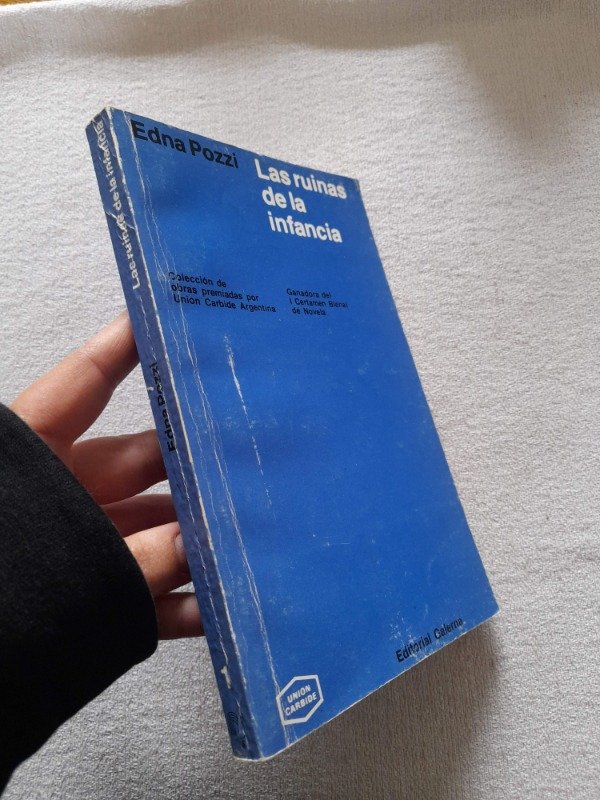 Edna Pozzi
Las ruinas
de la
infancia
Colección de
obras premiadas por
Union Carbide Argentina
Ganadora del
I Certamen Bienal
de Novela
Editorial Galerna
UNION
CARBIDE
Las ruinas de la infancia
Edna Pozzi